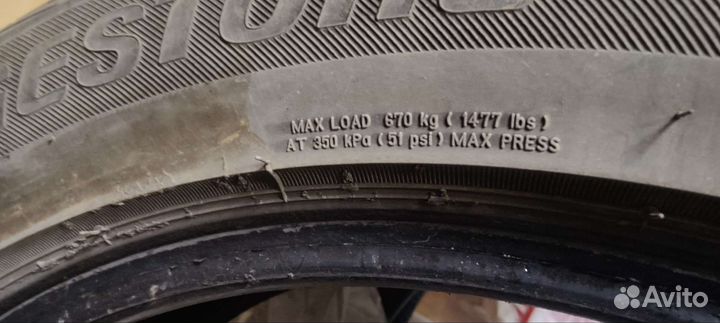 ESTONE
MAX LOAD 670 kg ( 1477 lbs )
AT 350 kPa ( 51 psi ) MAX PRESS
Avito